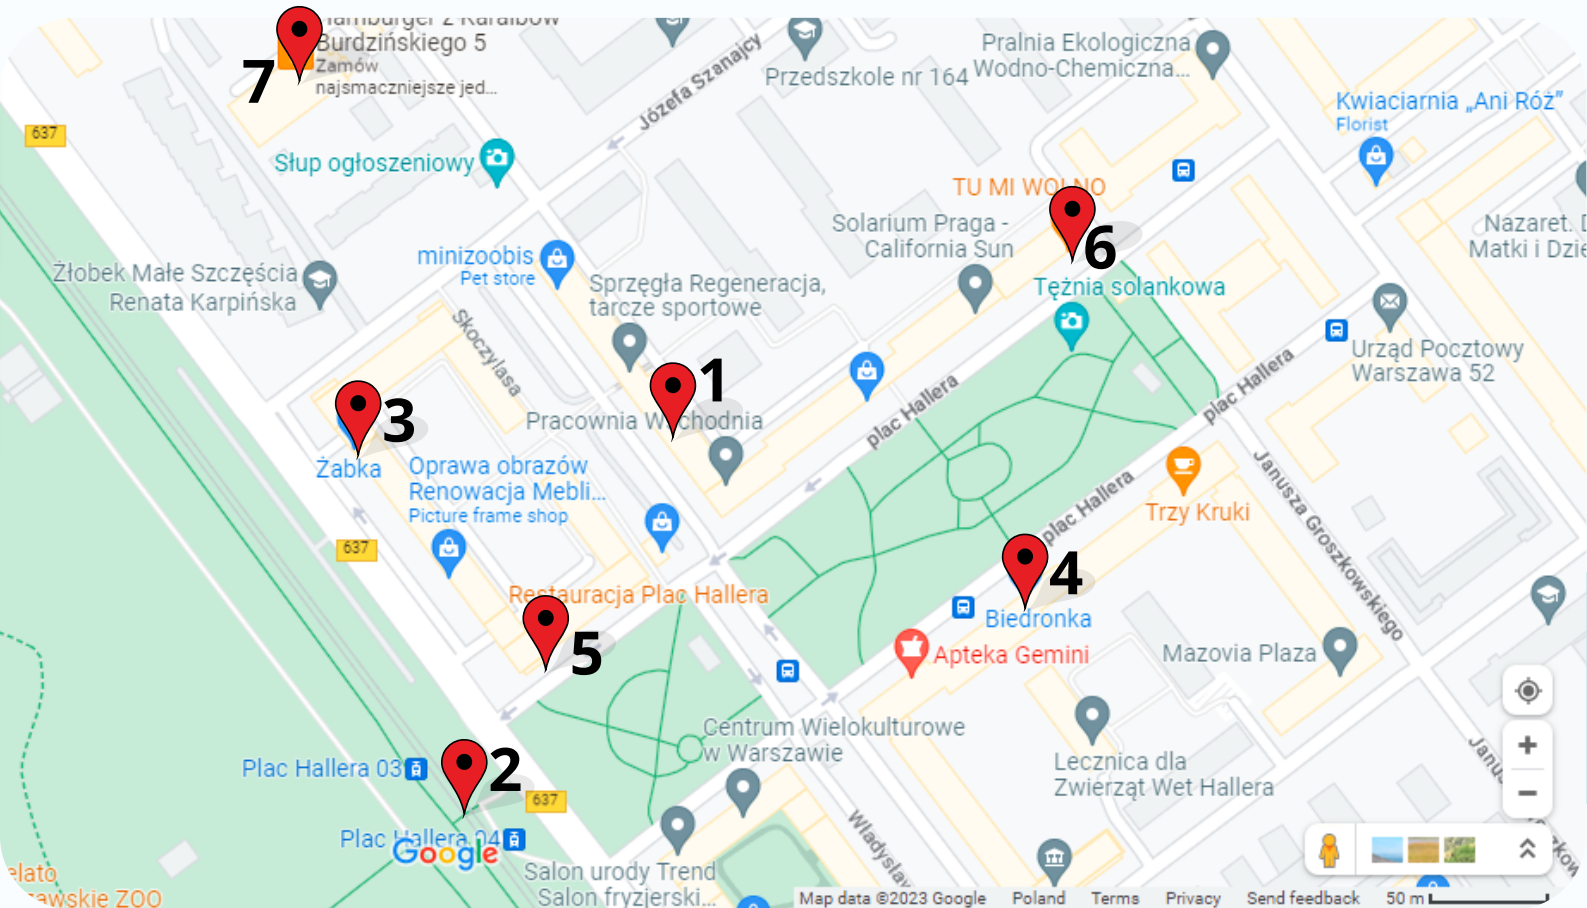 Hamburger z Karaibów
Burdzińskiego 5
Zamów
najsmaczniejsze jed...
7
637
Józefa Szanajcy
Przedszkole nr 164
Pralnia Ekologiczna
Wodno-Chemiczna...
Kwiaciarnia „Ani Róż”
Florist
Słup ogłoszeniowy
TU MI WOLNO
6
Solarium Praga -
California Sun
Nazaret.
Matki i Dzie
minizoobis
Pet store
Żłobek Małe Szczęścia
Renata Karpińska
Sprzęgła Regeneracja,
tarcze sportowe
Tężnia solankowa
Skoczylasa
Urząd Pocztowy
Warszawa 52
1
3
plac Hallera
plac Hallera
Pracownia Wschodnia
Żabka
Oprawa obrazów
Renowacja Mebli...
Picture frame shop
plac Hallera
Trzy Kruki
Janusza Groszkowskiego
637
4
Restauracja Plac Hallera
Biedronka
5
Apteka Gemini
Mazovia Plaza
Centrum Wielokulturowe
w Warszawie
Plac Hallera 03
2
637
Lecznica dla
Zwierząt Wet Hallera
Janu
Plac Hallera 04
Google
Władysław
Salon urody Trend
Salon fryzjerski...
elato
zawskie ZOO
Map data ©2023 Google Poland Terms Privacy Send feedback 50 m